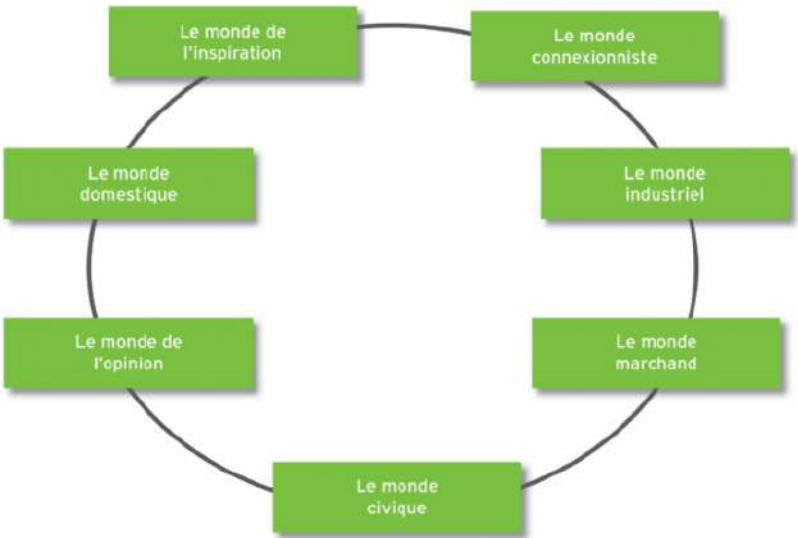 Le monde de
l'inspiration
Le monde
connexionniste
Le monde
domestique
Le monde
industriel
Le monde de
l'opinion
Le monde
marchand
Le monde
civique